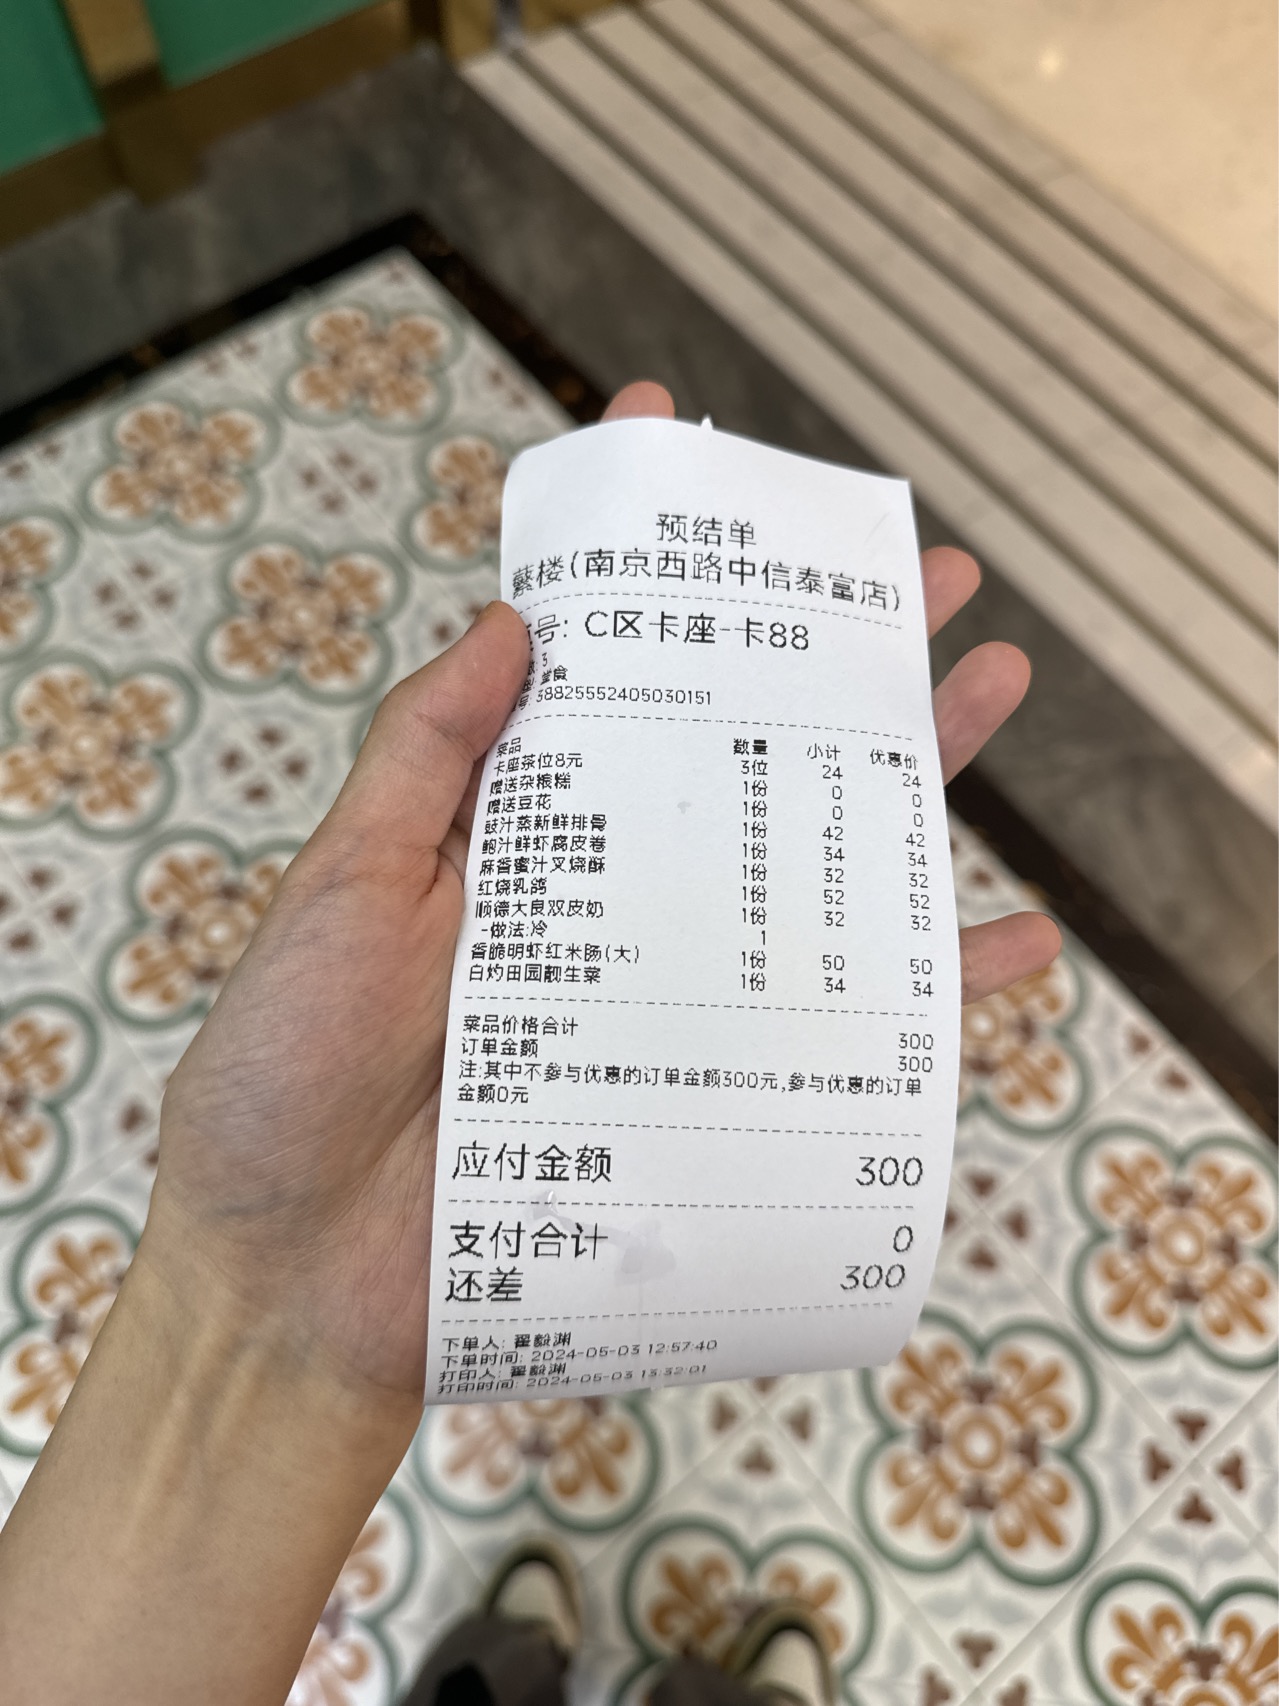 预结单
蘩楼(南京西路中信泰富店)
号: C区卡座-卡88
: 3
: 堂食
号: 38825552405030151
菜品 数量 小计 优惠价
卡座茶位8元 3位 24 24
赠送杂粮糕 1份 0 0
赠送豆花 1份 0 0
豉汁蒸新鲜排骨 1份 42 42
鲍汁鲜虾腐皮卷 1份 34 34
麻香蜜汁叉烧酥 1份 32 32
红烧乳鸽 1份 52 52
顺德大良双皮奶 1份 32 32
-做法:冷 1
香脆明虾红米肠(大) 1份 50 50
白灼田园靓生菜 1份 34 34
菜品价格合计 300
订单金额 300
注:其中不参与优惠的订单金额300元,参与优惠的订单
金额0元
应付金额 300
支付合计 0
还差 300
下单人: 翟毅渊
下单时间: 2024-05-03 12:57:40
打印人: 翟毅渊
打印时间: 2024-05-03 13:32:01